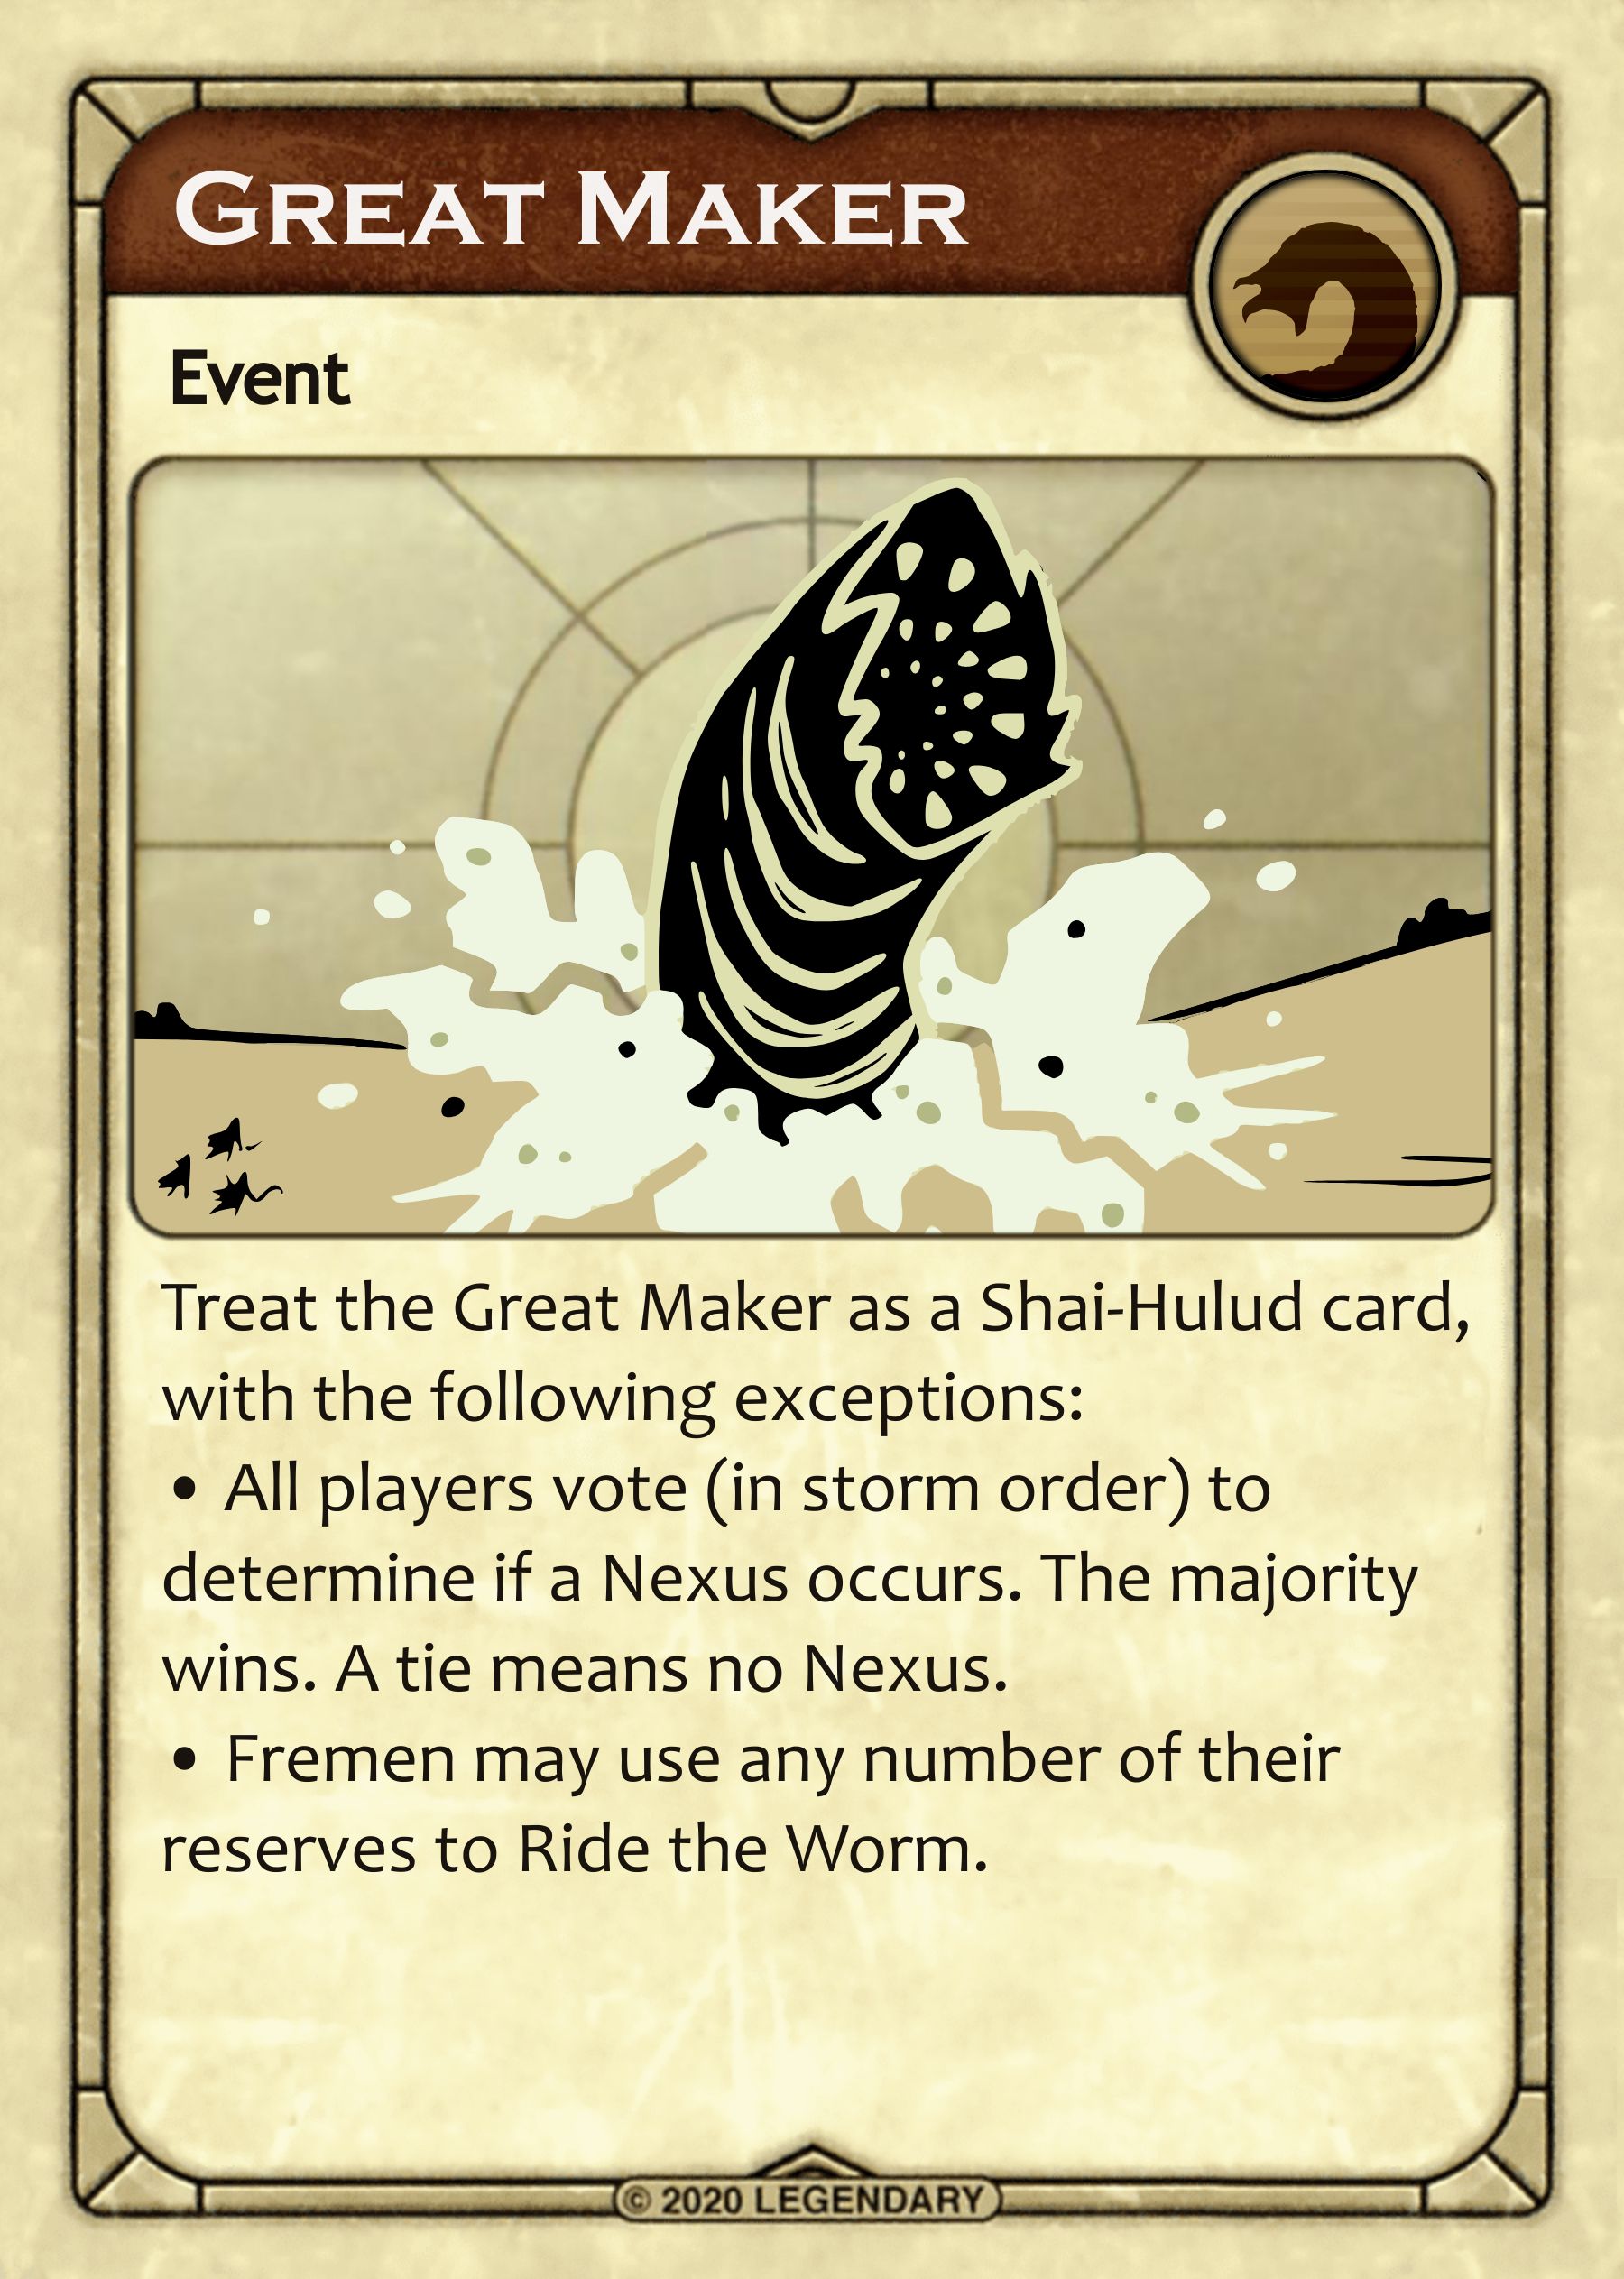 GREAT MAKER
Event
Treat the Great Maker as a Shai-Hulud card,
with the following exceptions:
• All players vote (in storm order) to
determine if a Nexus occurs. The majority
wins. A tie means no Nexus.
• Fremen may use any number of their
reserves to Ride the Worm.
© 2020 LEGENDARY